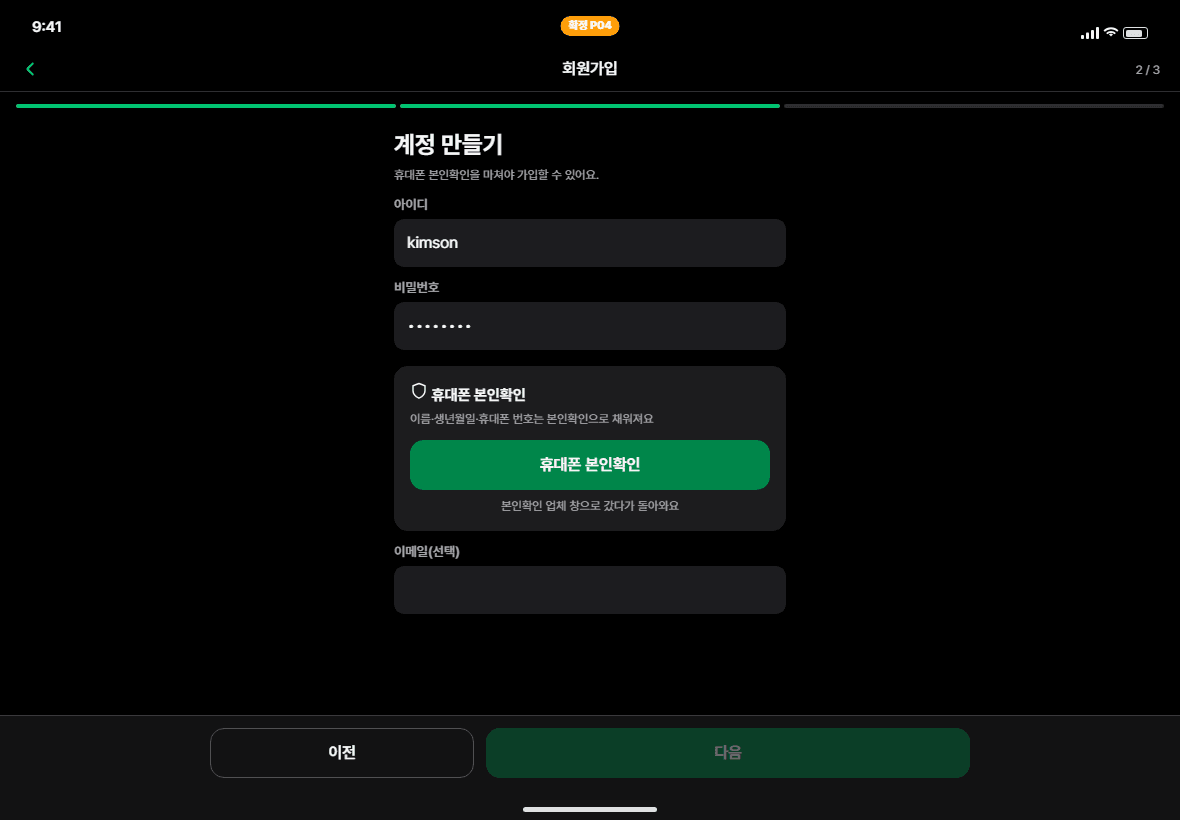 9:41
확정 P04
회원가입
2 / 3
계정 만들기
휴대폰 본인확인을 마쳐야 가입할 수 있어요.
아이디
kimson
비밀번호
••••••••
휴대폰 본인확인
이름·생년월일·휴대폰 번호는 본인확인으로 채워져요
휴대폰 본인확인
본인확인 업체 창으로 갔다가 돌아와요
이메일(선택)
이전
다음